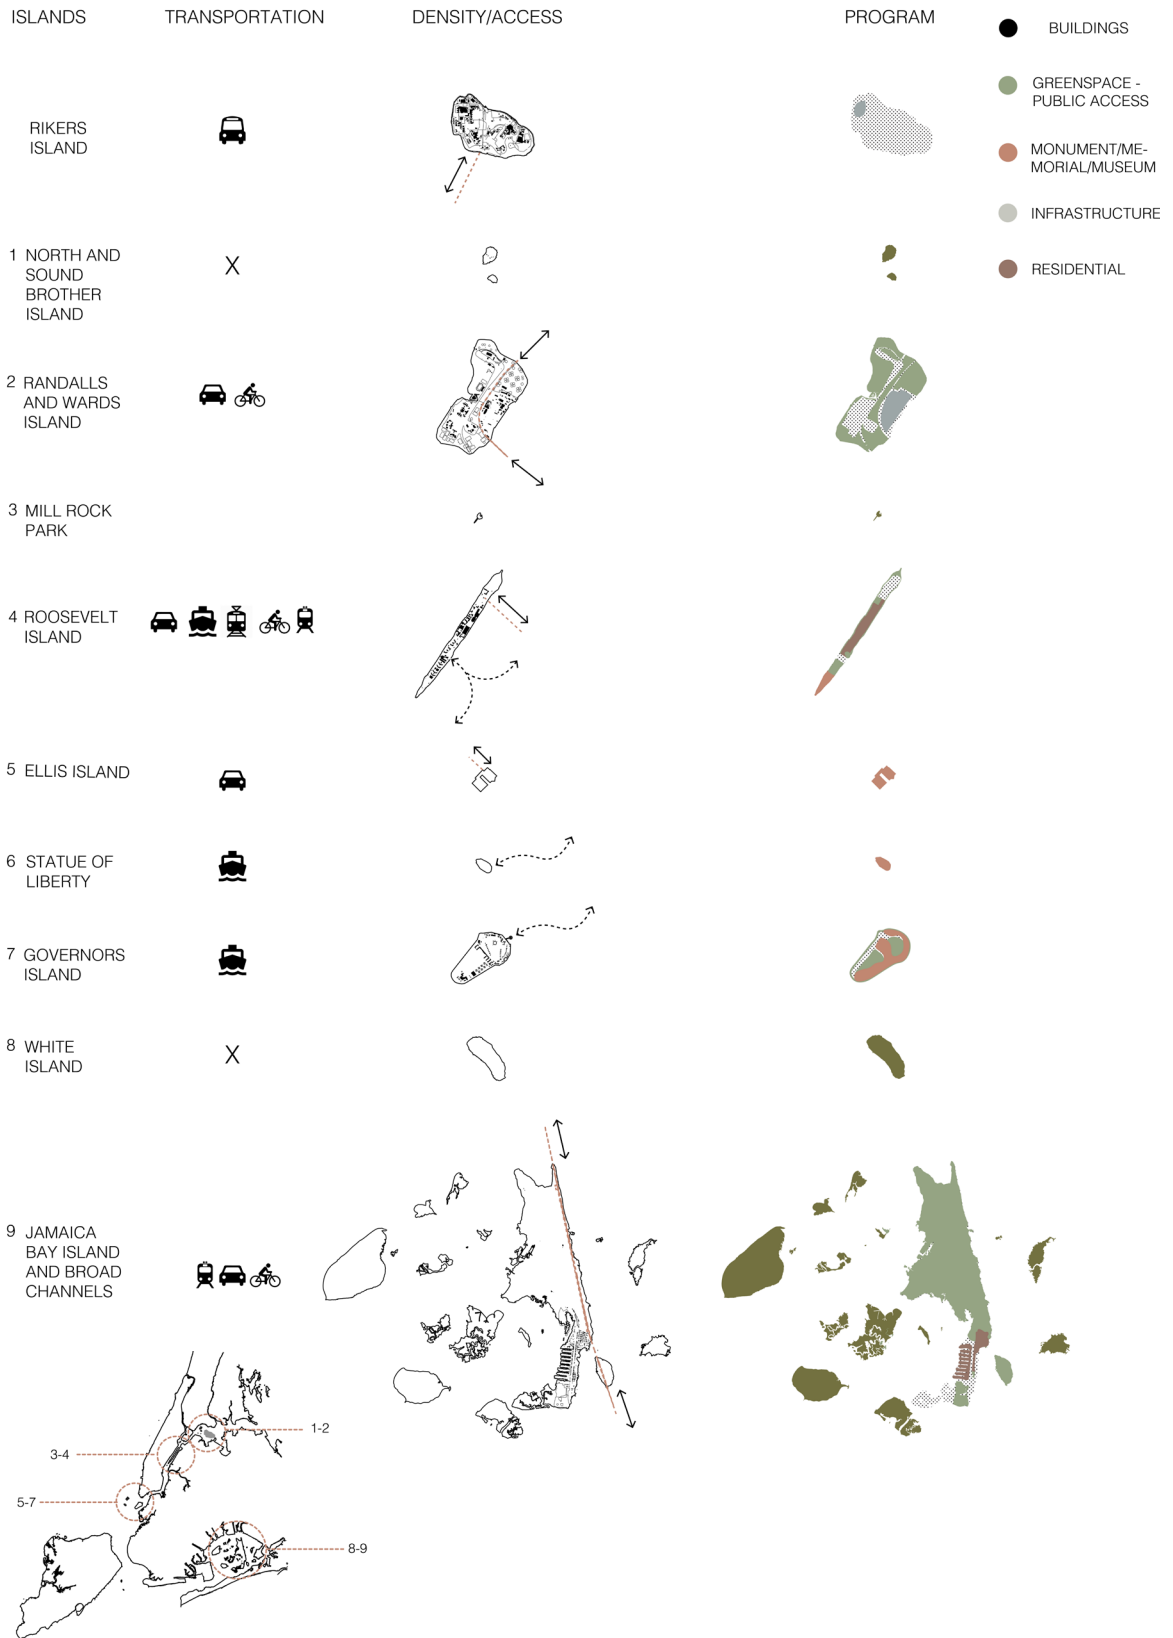 ISLANDS
TRANSPORTATION
DENSITY/ACCESS
PROGRAM
BUILDINGS
GREENSPACE -
PUBLIC ACCESS
MONUMENT/ME-
MORIAL/MUSEUM
INFRASTRUCTURE
RESIDENTIAL
RIKERS
ISLAND
1 NORTH AND
SOUND
BROTHER
ISLAND
X
2 RANDALLS
AND WARDS
ISLAND
3 MILL ROCK
PARK
4 ROOSEVELT
ISLAND
5 ELLIS ISLAND
6 STATUE OF
LIBERTY
7 GOVERNORS
ISLAND
8 WHITE
ISLAND
X
9 JAMAICA
BAY ISLAND
AND BROAD
CHANNELS
1-2
3-4
5-7
8-9